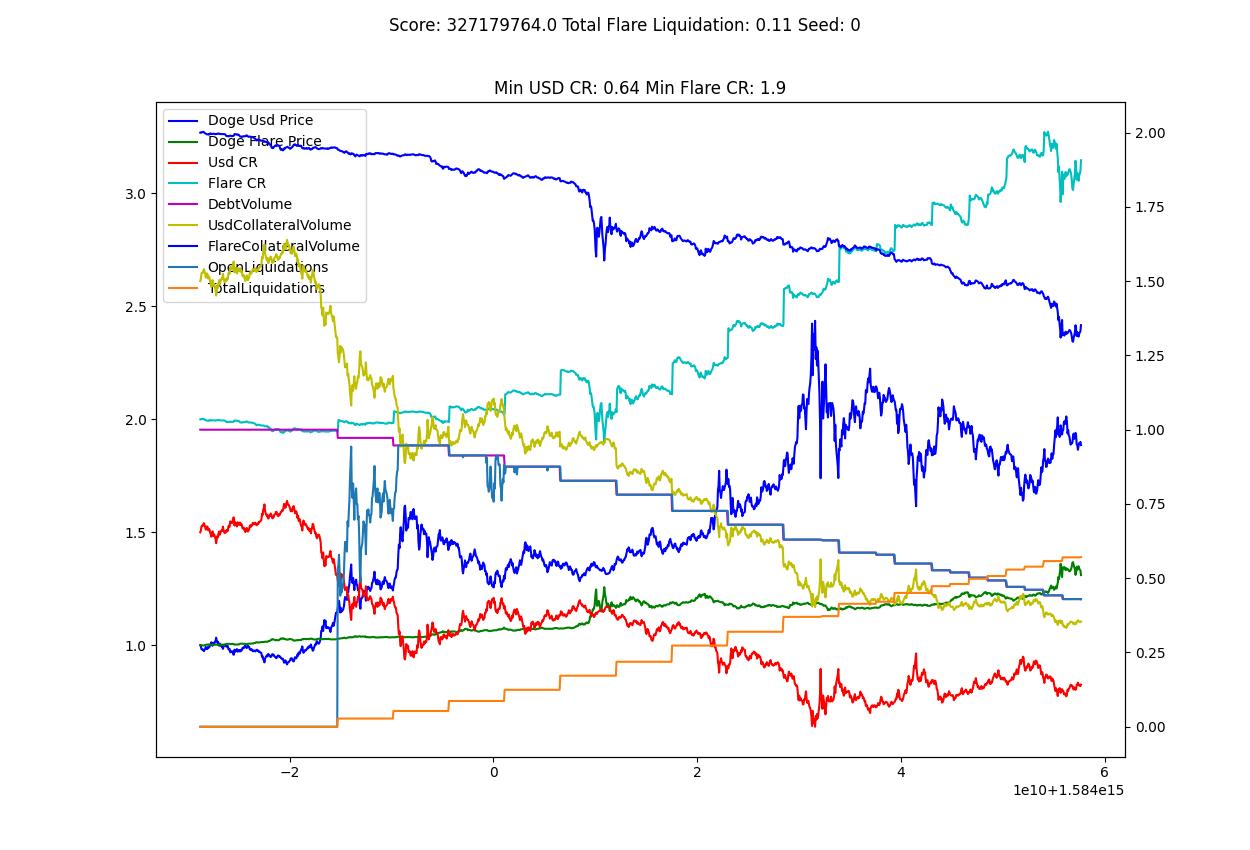 Score: 327179764.0 Total Flare Liquidation: 0.11 Seed: 0
Min USD CR: 0.64 Min Flare CR: 1.9
Doge Usd Price
Doge Flare Price
Usd CR
Flare CR
DebtVolume
UsdCollateralVolume
FlareCollateralVolume
OpenLiquidations
TotalLiquidations
3.0
2.5
2.0
1.5
1.0
2.00
1.75
1.50
1.25
1.00
0.75
0.50
0.25
0.00
−2
0
2
4
6
1e10+1.584e15